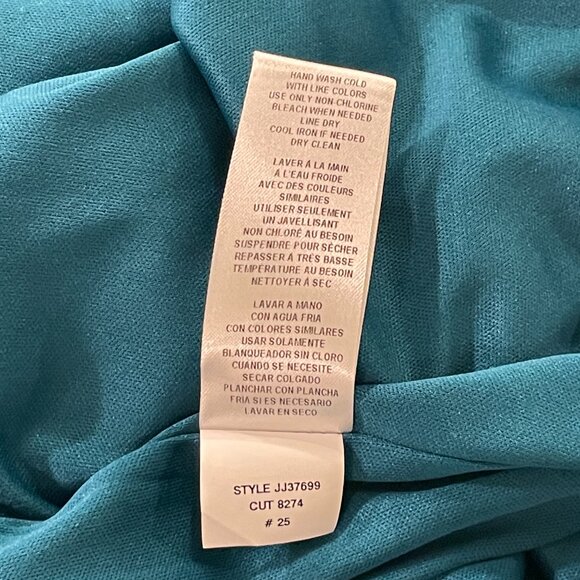 HAND WASH COLD
WITH LIKE COLORS
USE ONLY NON-CHLORINE
BLEACH WHEN NEEDED
LINE DRY
COOL IRON IF NEEDED
DRY CLEAN
LAVER À LA MAIN
À L'EAU FROIDE
AVEC DES COULEURS
SIMILAIRES
UTILISER SEULEMENT
UN JAVELLISANT
NON CHLORÉ AU BESOIN
SUSPENDRE POUR SÉCHER
REPASSER À TRÈS BASSE
TEMPÉRATURE AU BESOIN
NETTOYER À SEC
LAVAR A MANO
CON AGUA FRIA
CON COLORES SIMILARES
USAR SOLAMENTE
BLANQUEADOR SIN CLORO
CUANDO SE NECESITE
SECAR COLGADO
PLANCHAR CON PLANCHA
FRIA SI ES NECESARIO
LAVAR EN SECO
STYLE JJ37699
CUT 8274
# 25